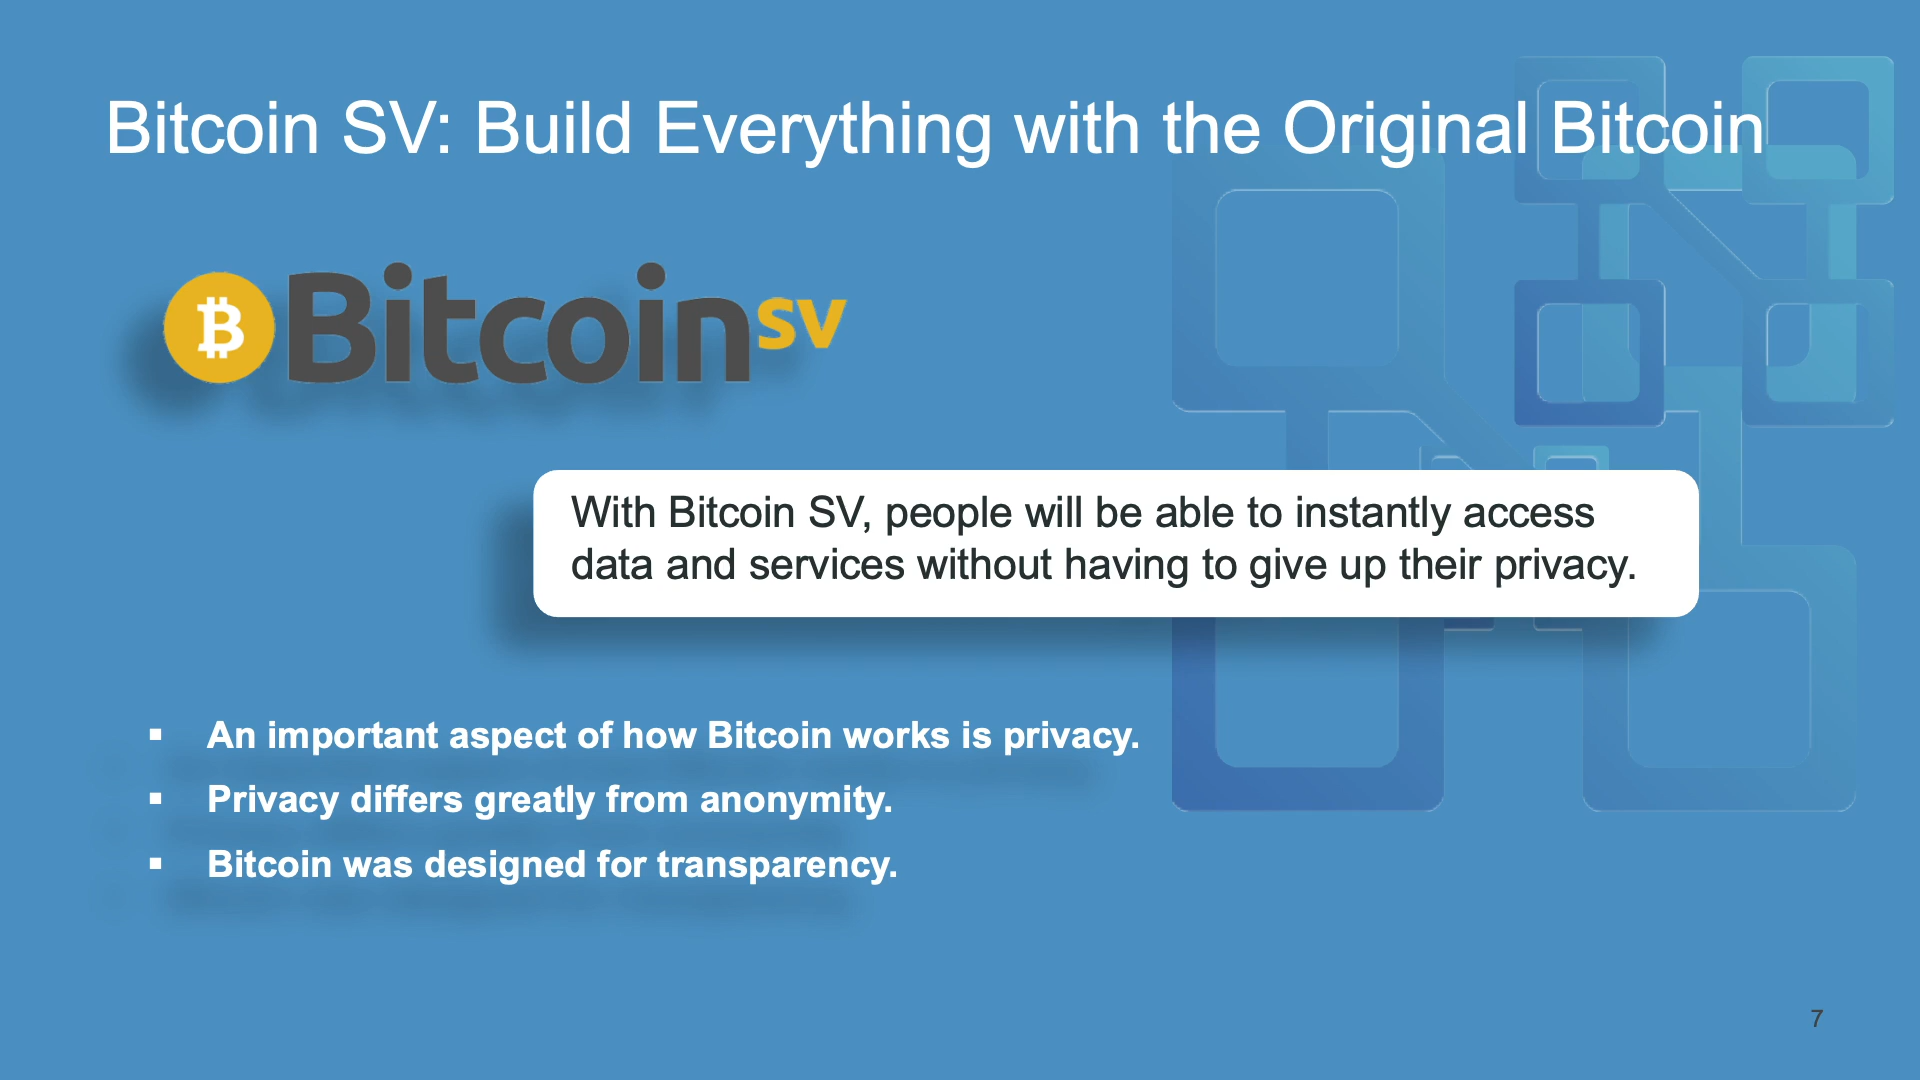 Bitcoin SV: Build Everything with the Original Bitcoin
₿ Bitcoin SV
With Bitcoin SV, people will be able to instantly access
data and services without having to give up their privacy.
▪ An important aspect of how Bitcoin works is privacy.
▪ Privacy differs greatly from anonymity.
▪ Bitcoin was designed for transparency.
7